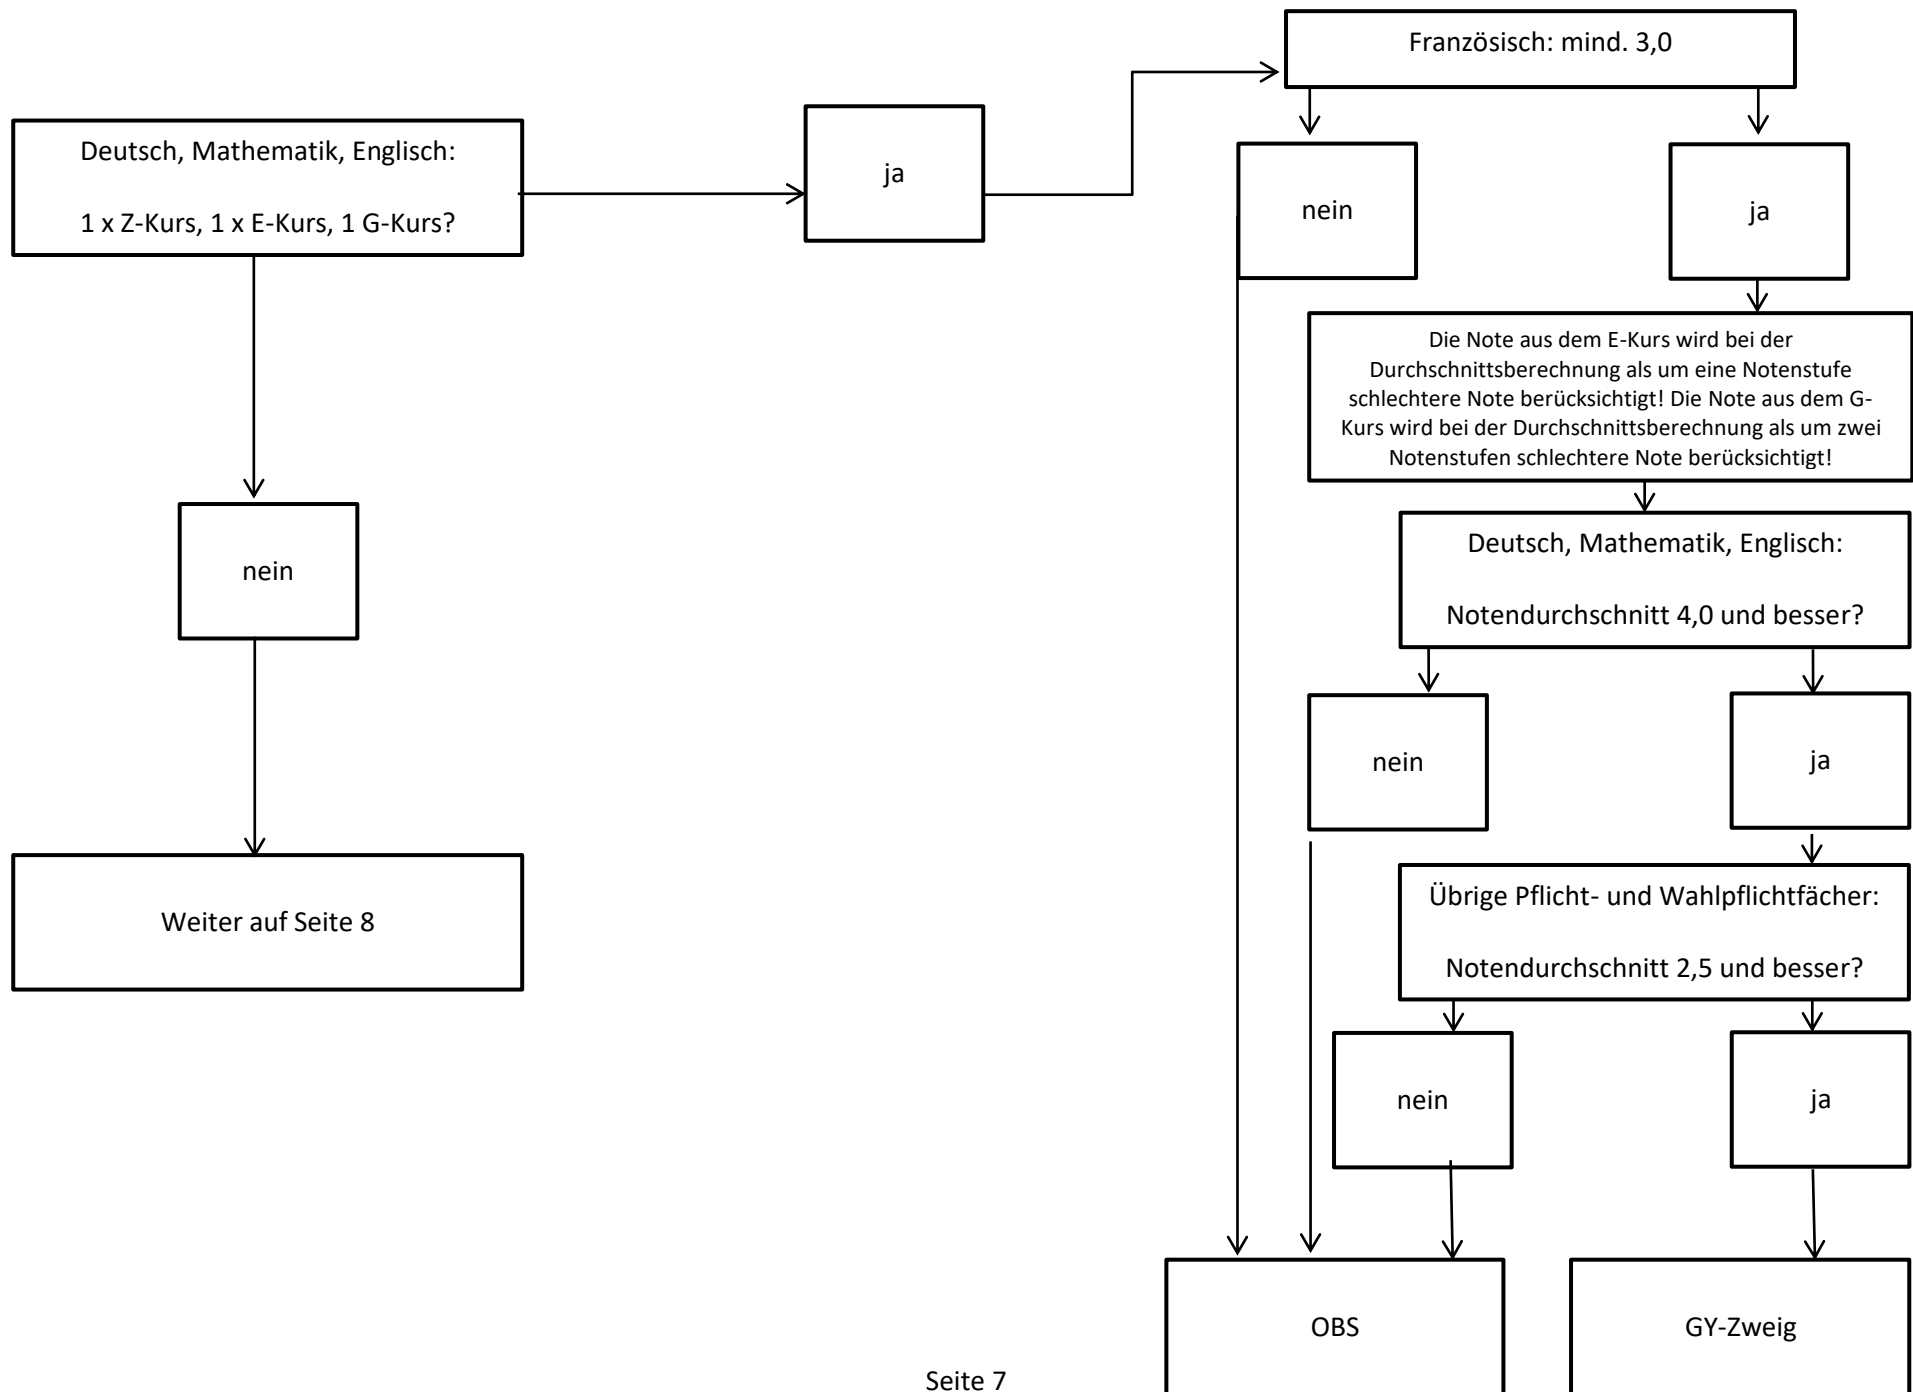 Französisch: mind. 3,0
Deutsch, Mathematik, Englisch:
1 x Z-Kurs, 1 x E-Kurs, 1 G-Kurs?
ja
nein
ja
Die Note aus dem E-Kurs wird bei der
Durchschnittsberechnung als um eine Notenstufe
schlechtere Note berücksichtigt! Die Note aus dem G-
Kurs wird bei der Durchschnittsberechnung als um zwei
Notenstufen schlechtere Note berücksichtigt!
Deutsch, Mathematik, Englisch:
Notendurchschnitt 4,0 und besser?
nein
nein
ja
Weiter auf Seite 8
Übrige Pflicht- und Wahlpflichtfächer:
Notendurchschnitt 2,5 und besser?
nein
ja
OBS
GY-Zweig
Seite 7